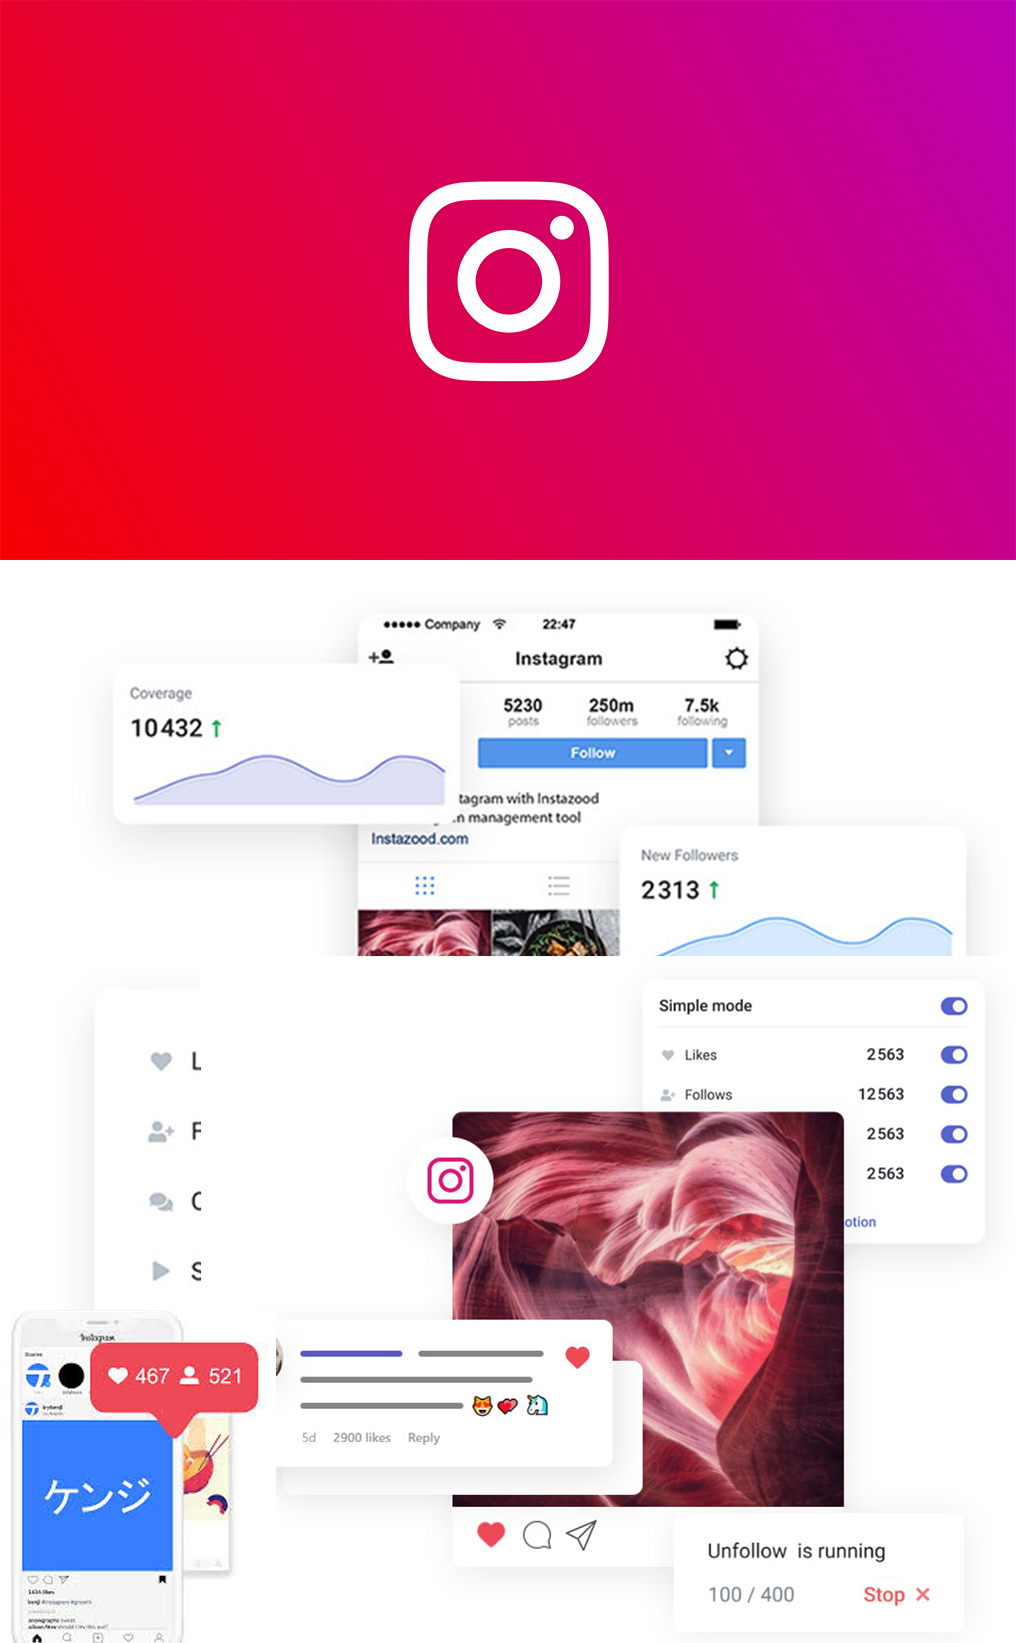 Company 22:47
Instagram
Coverage
10432
5230 250m 7.5k
posts followers following
Follow
tagram with Instazood
m management tool
Instazood.com
New Followers
2313
Simple mode
L
Likes 2563
Follows 12563
F
2563
2563
C
otion
S
Instagram
Stories
467 521
5d 2900 likes Reply
ケンジ
Unfollow is running
100 / 400 Stop